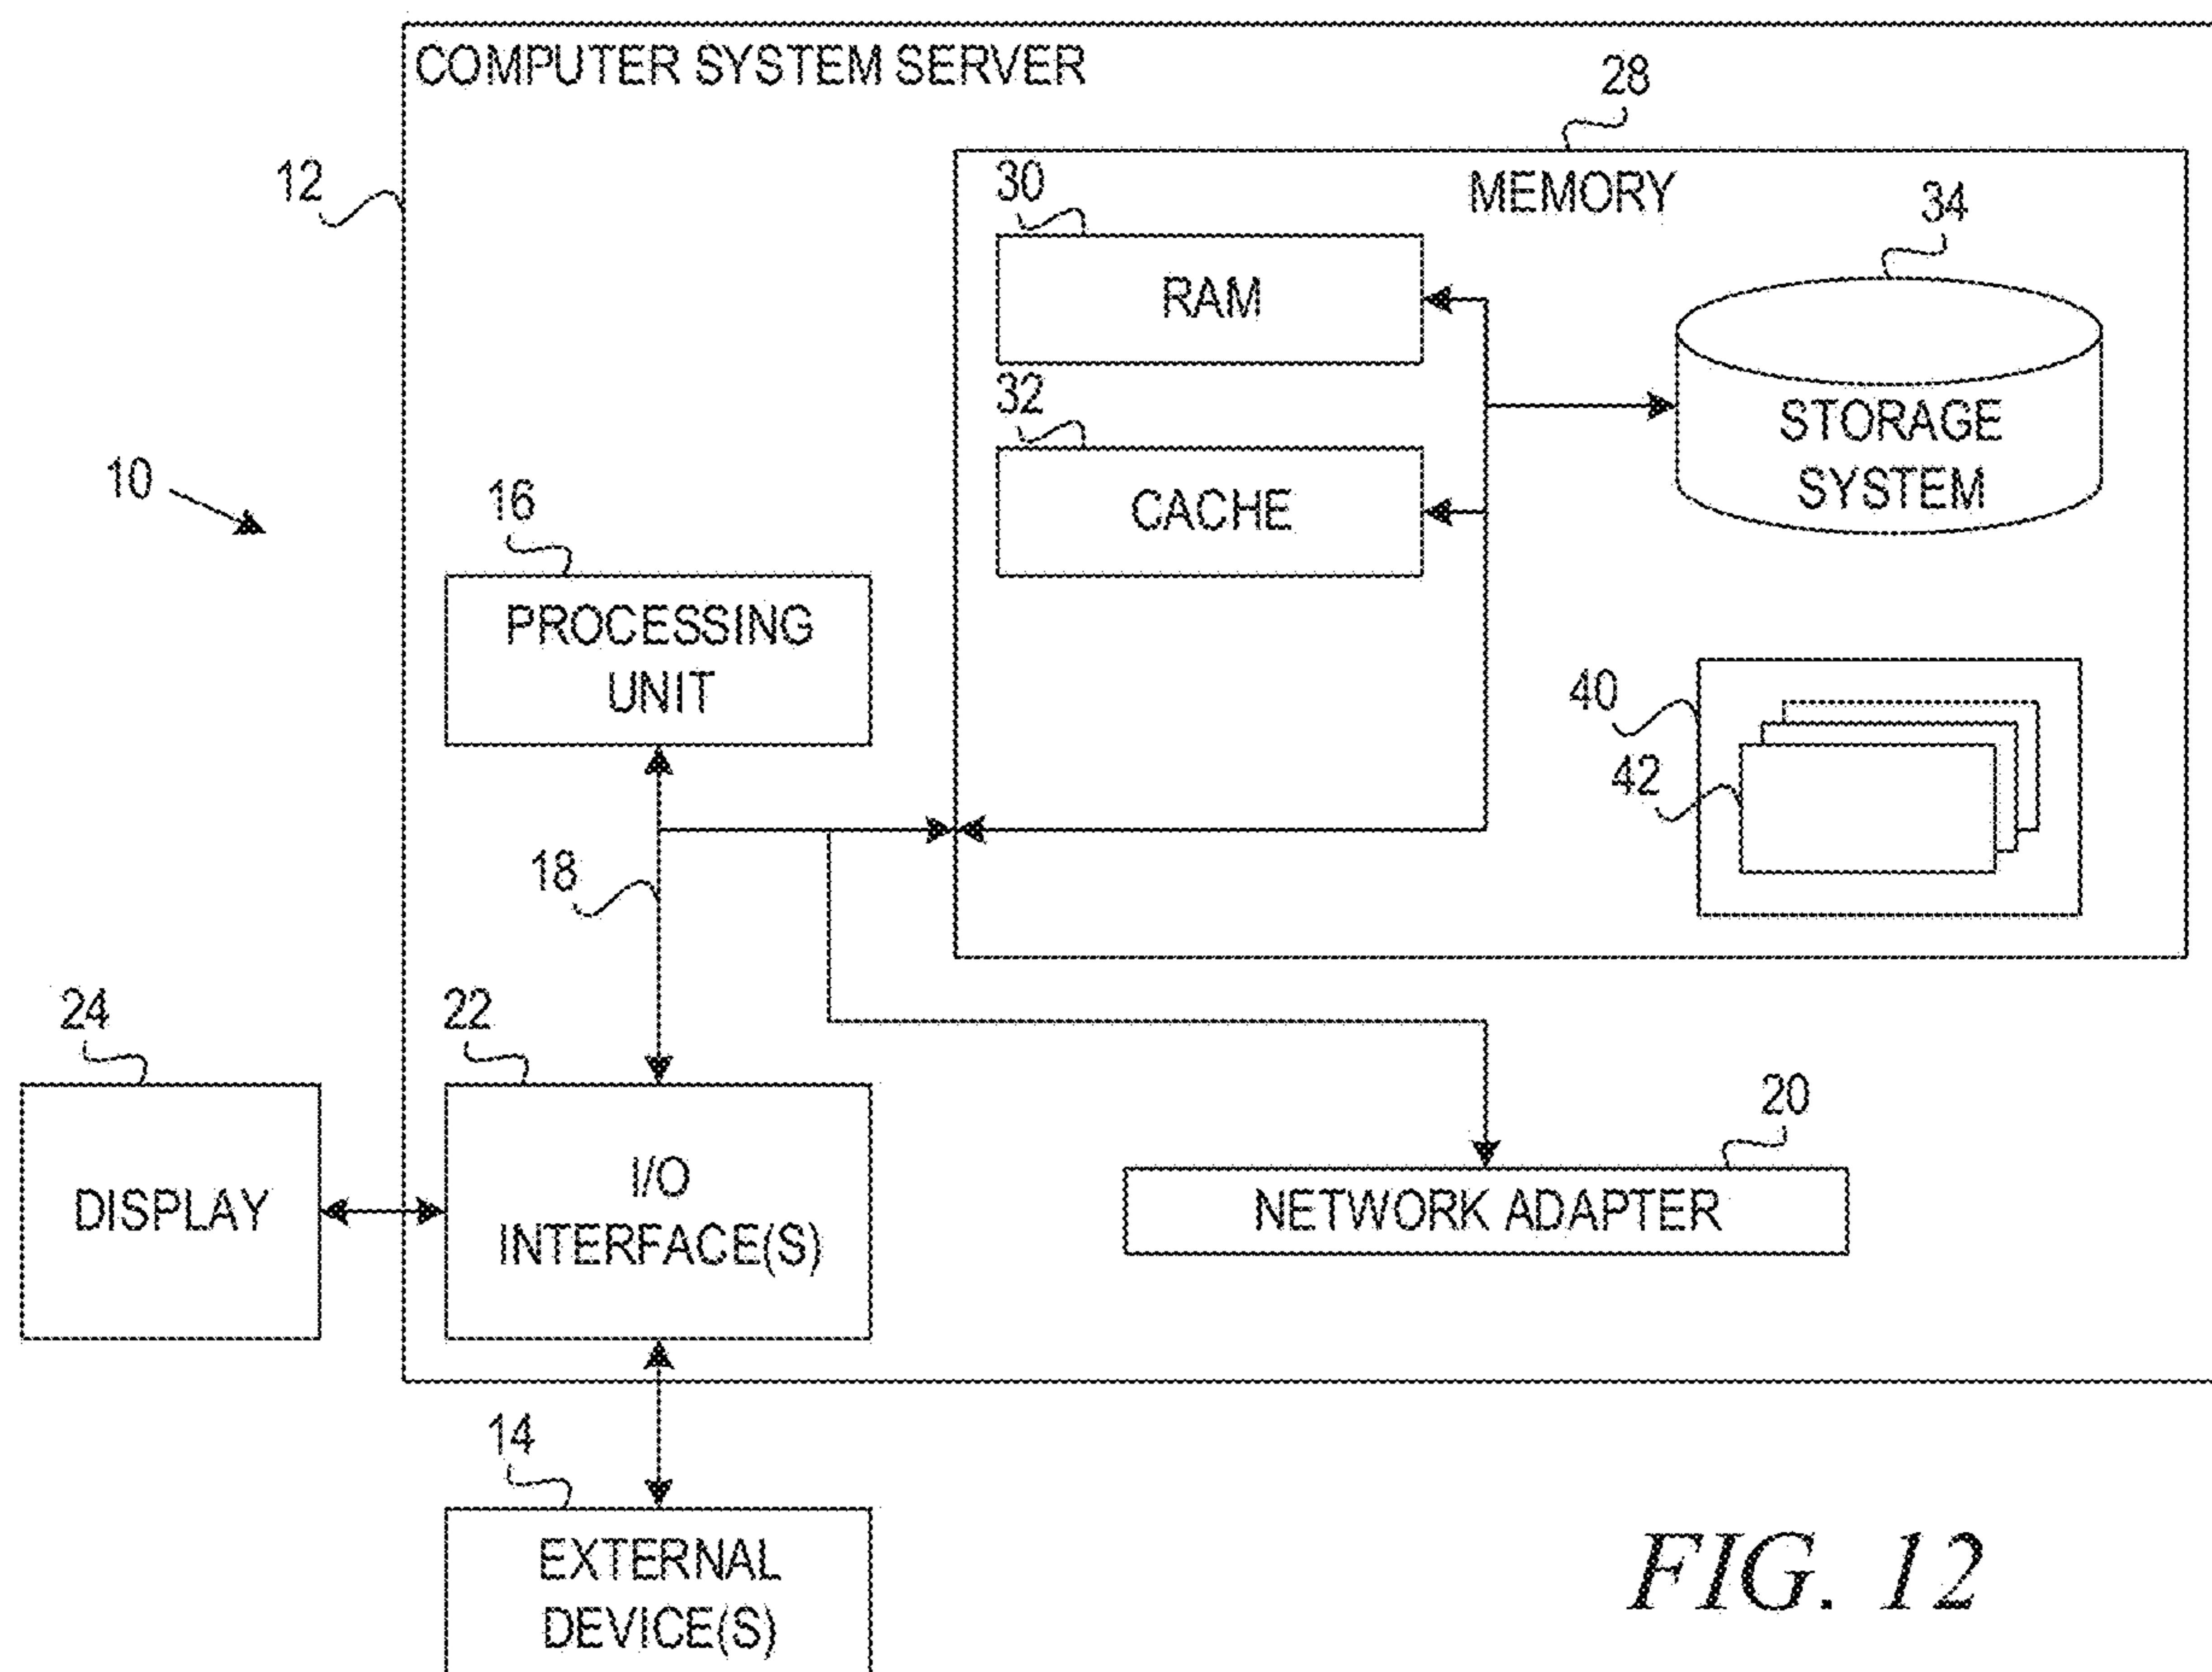 COMPUTER SYSTEM SERVER
28
12
30
MEMORY
34
RAM
32
STORAGE
SYSTEM
10
CACHE
16
PROCESSING
UNIT
40
42
18
24
22
20
DISPLAY
I/O
INTERFACE(S)
NETWORK ADAPTER
14
EXTERNAL
DEVICE(S)
FIG. 12